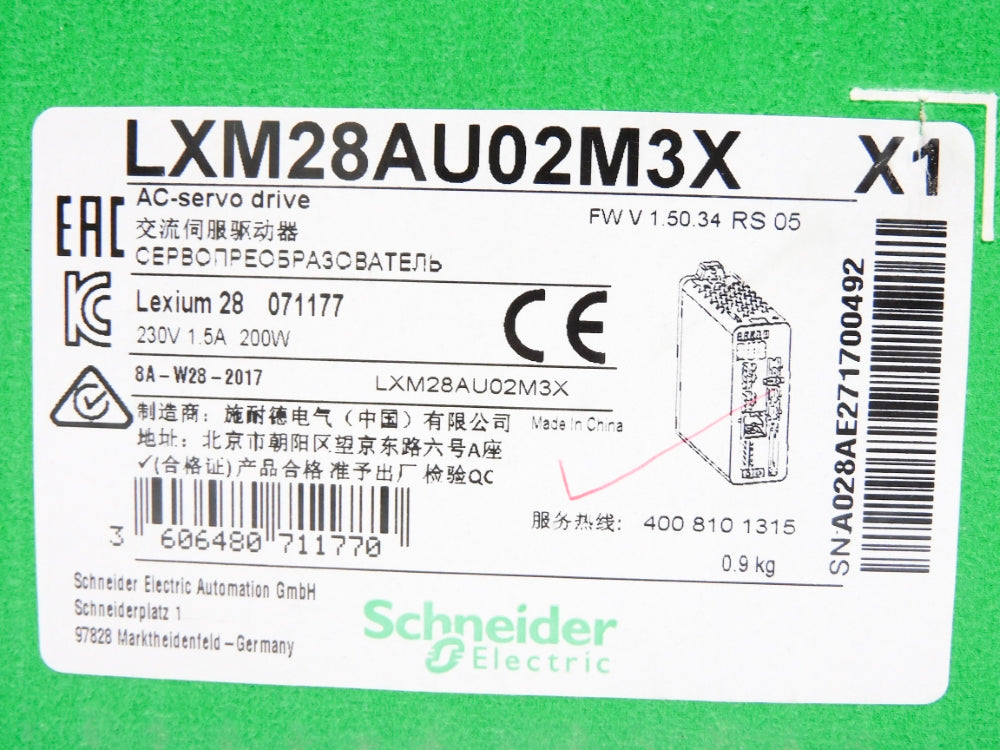 LXM28AU02M3X X1
AC-servo drive
FW V 1.50.34 RS 05
交流伺服驱动器
СЕРВОПРЕОБРАЗОВАТЕЛЬ
EAC
KC
Lexium 28 071177
230V 1.5A 200W
CE
8A-W28-2017 LXM28AU02M3X
制造商: 施耐德电气(中国)有限公司 Made In China
地址: 北京市朝阳区望京东路六号A座
✓(合格证)产品合格 准予出厂 检验QC
服务热线: 400 810 1315
3 606480 711770
0.9 kg
SN A028AE271700492
Schneider Electric Automation GmbH
Schneiderplatz 1
97828 Marktheidenfeld – Germany
Schneider
Electric